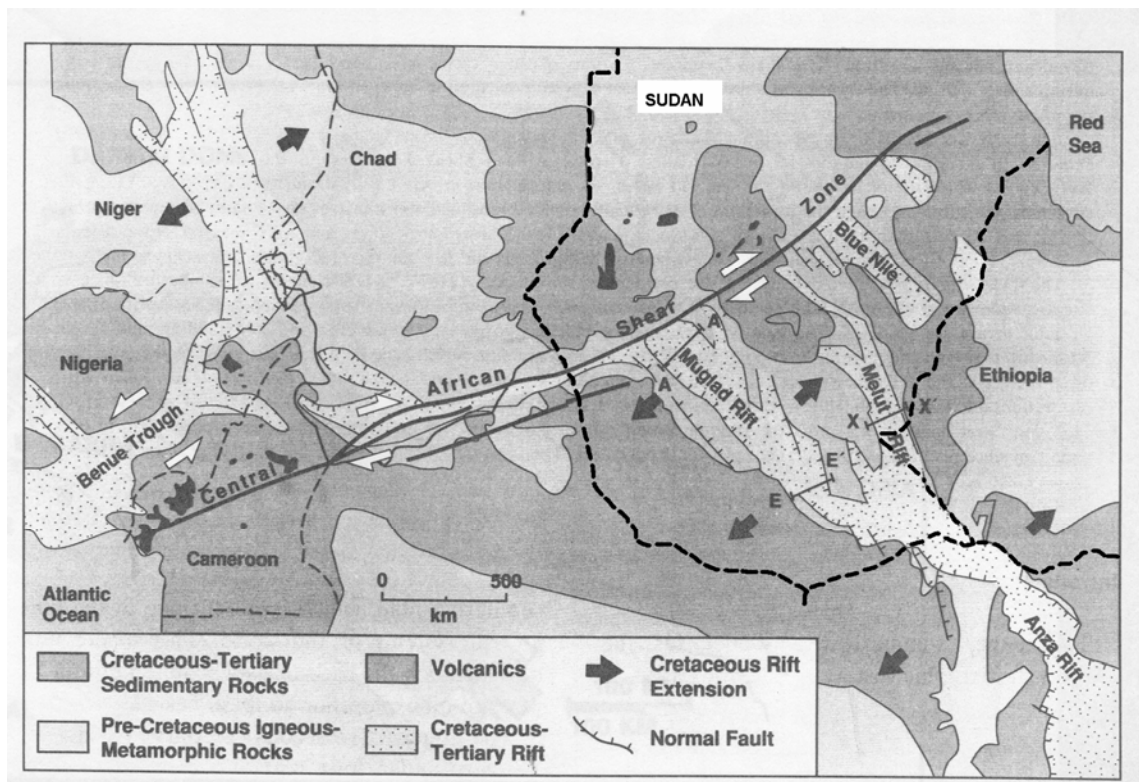 SUDAN
Red
Sea
Chad
Niger
Zone
Blue Nile
Shear
A
Nigeria
African
Muglad Rift
A
Melut
Rift
Ethiopia
X
X'
Benue Trough
Central
E'
E
Cameroon
0 500
km
Atlantic
Ocean
Anza Rift
Cretaceous-Tertiary
Sedimentary Rocks
Volcanics
Cretaceous Rift
Extension
Pre-Cretaceous Igneous-
Metamorphic Rocks
Cretaceous-
Tertiary Rift
Normal Fault